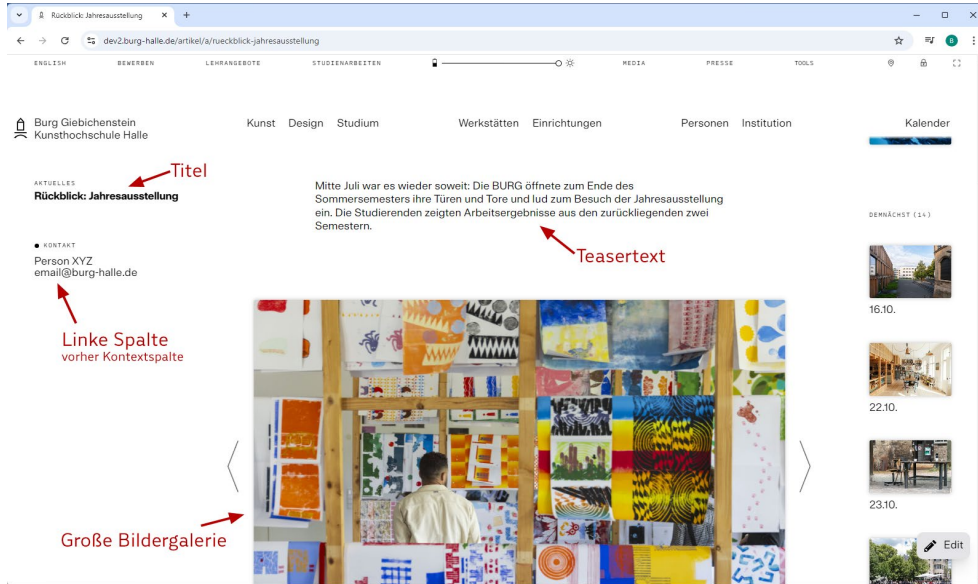 Rückblick: Jahresausstellung
dev2.burg-halle.de/artikel/a/rueckblick-jahresausstellung
B
ENGLISH BEWERBEN LEHRANGEBOTE STUDIENARBEITEN MEDIA PRESSE TOOLS
Burg Giebichenstein
Kunsthochschule Halle
Kunst Design Studium Werkstätten Einrichtungen Personen Institution Kalender
Titel
AKTUELLES
Rückblick: Jahresausstellung
Mitte Juli war es wieder soweit: Die BURG öffnete zum Ende des
Sommersemesters ihre Türen und Tore und lud zum Besuch der Jahresausstellung
ein. Die Studierenden zeigten Arbeitsergebnisse aus den zurückliegenden zwei
Semestern.
Teasertext
KONTAKT
Person XYZ
email@burg-halle.de
Linke Spalte
vorher Kontextspalte
Große Bildergalerie
DEMNÄCHST (14)
16.10.
22.10.
23.10.
Edit